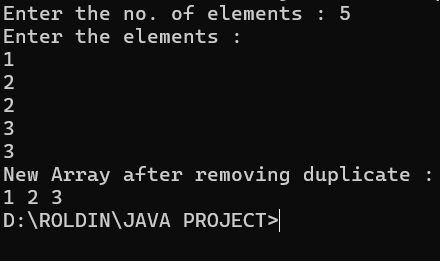 Enter the no. of elements : 5
Enter the elements :
1
2
2
3
3
New Array after removing duplicate :
1 2 3
D:\ROLDIN\JAVA PROJECT>